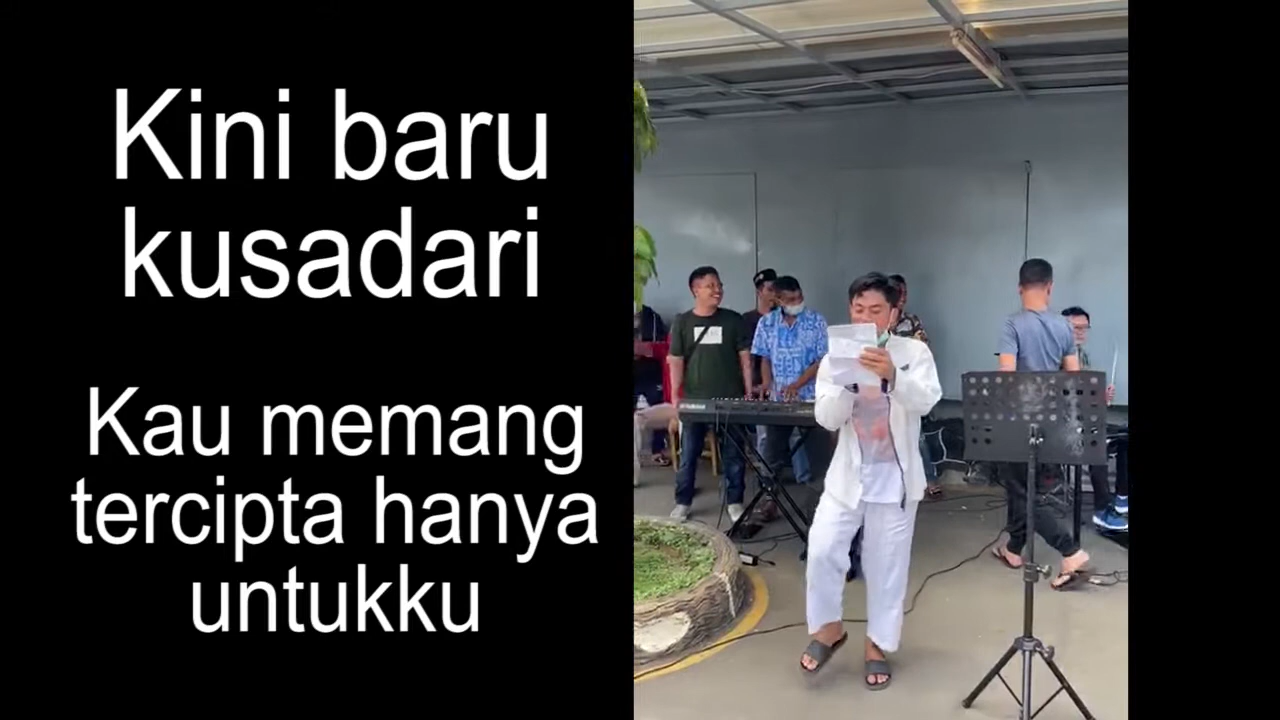 Kini baru
kusadari
Kau memang
tercipta hanya
untukku